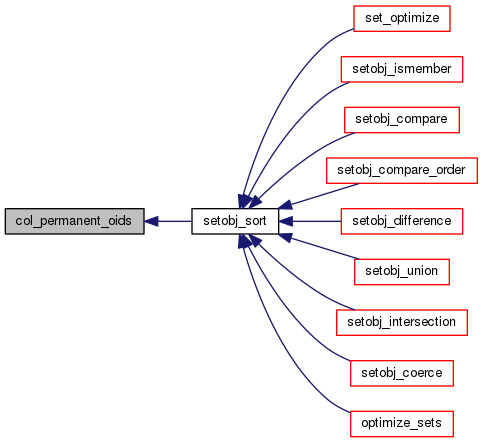 set_optimize
setobj_ismember
setobj_compare
setobj_compare_order
col_permanent_oids
setobj_sort
setobj_difference
setobj_union
setobj_intersection
setobj_coerce
optimize_sets